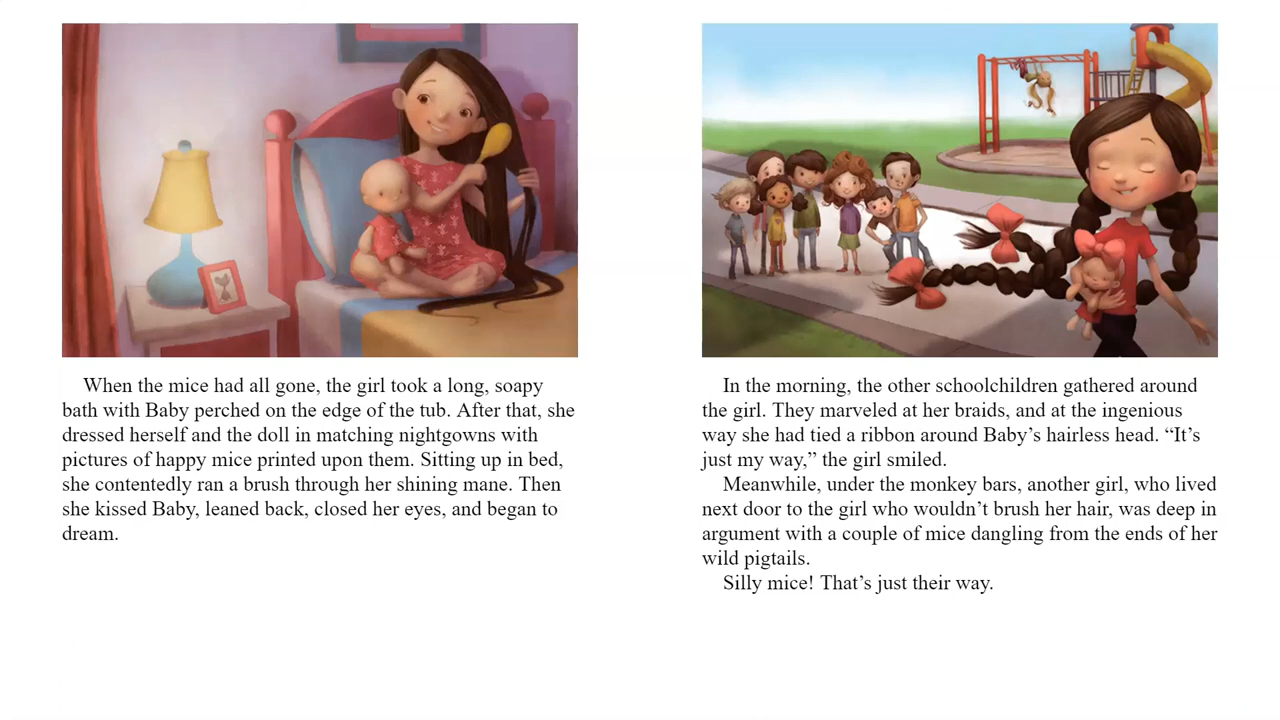 When the mice had all gone, the girl took a long, soapy
bath with Baby perched on the edge of the tub. After that, she
dressed herself and the doll in matching nightgowns with
pictures of happy mice printed upon them. Sitting up in bed,
she contentedly ran a brush through her shining mane. Then
she kissed Baby, leaned back, closed her eyes, and began to
dream.
In the morning, the other schoolchildren gathered around
the girl. They marveled at her braids, and at the ingenious
way she had tied a ribbon around Baby’s hairless head. “It’s
just my way,” the girl smiled.
Meanwhile, under the monkey bars, another girl, who lived
next door to the girl who wouldn’t brush her hair, was deep in
argument with a couple of mice dangling from the ends of her
wild pigtails.
Silly mice! That’s just their way.